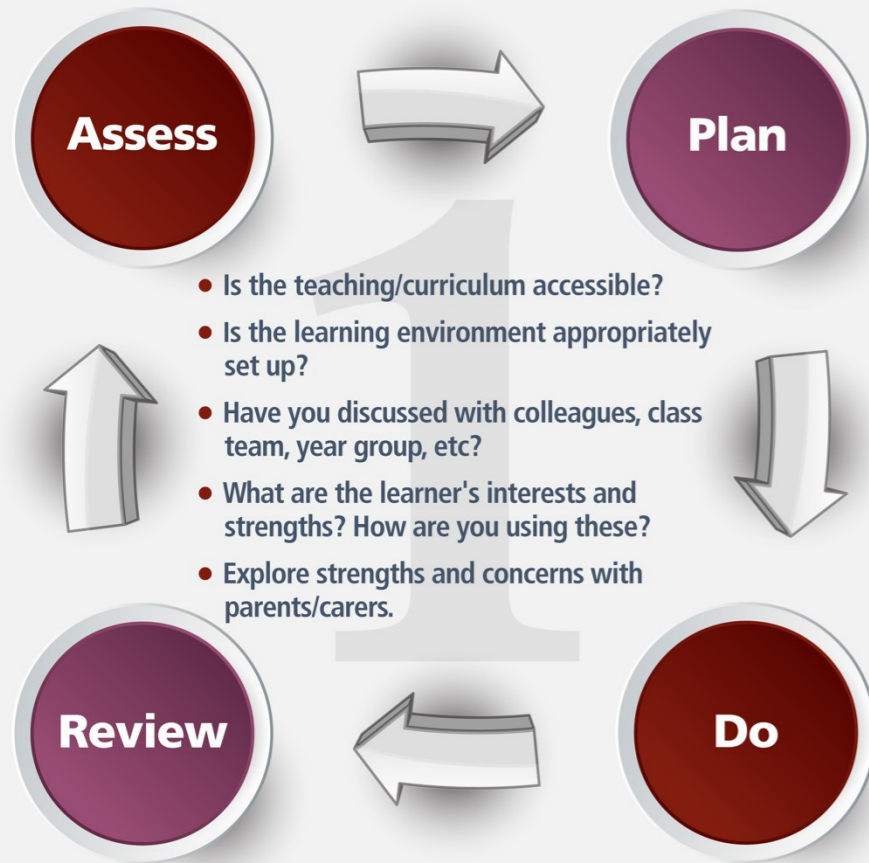 Assess
Plan
1
• Is the teaching/curriculum accessible?
• Is the learning environment appropriately
set up?
• Have you discussed with colleagues, class
team, year group, etc?
• What are the learner's interests and
strengths? How are you using these?
• Explore strengths and concerns with
parents/carers.
Review
Do